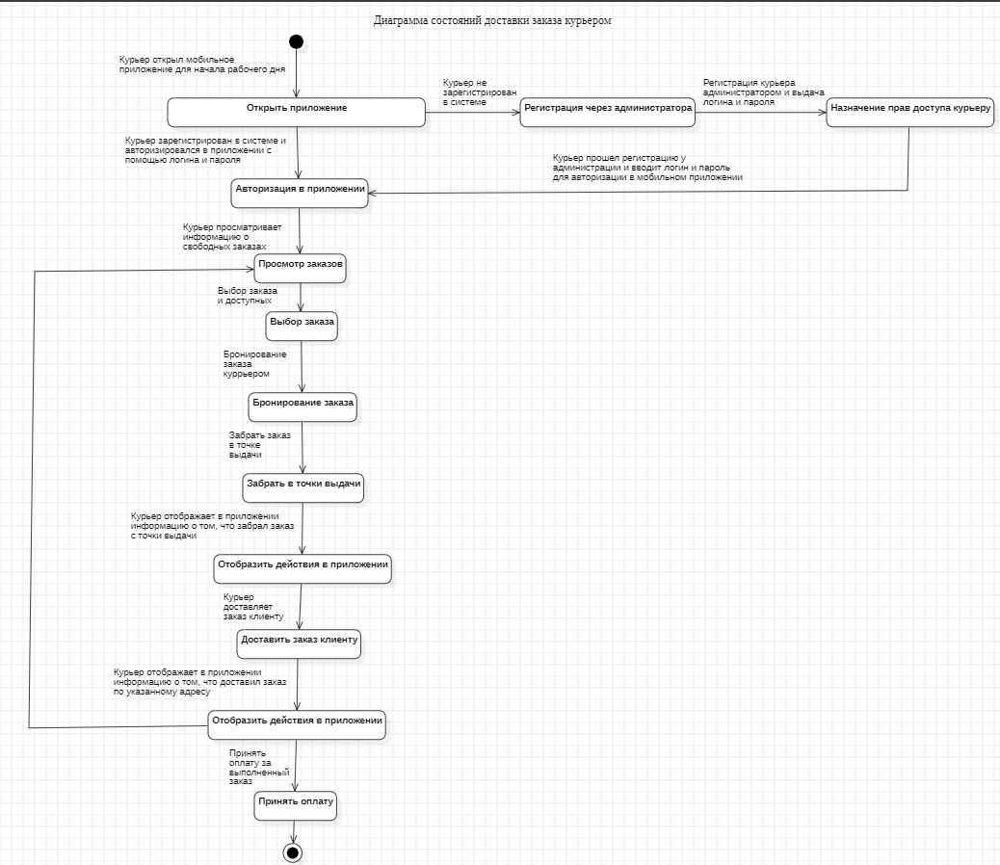 Диаграмма состояний доставки заказа курьером
Курьер открыл мобильное
приложение для начала рабочего дня
Курьер не
зарегистрирован
в системе
Регистрация курьера
администратором и выдача
логина и пароля
Открыть приложение
Регистрация через администратора
Назначение прав доступа курьеру
Курьер зарегистрирован в системе и
авторизировался в приложении с
помощью логина и пароля
Курьер прошел регистрацию у
администрации и вводит логин и пароль
для авторизации в мобильном приложении
Авторизация в приложении
Курьер просматривает
информацию о
свободных заказах
Просмотр заказов
Выбор заказа
и доступных
Выбор заказа
Бронирование
заказа
куррьером
Бронирование заказа
Забрать заказ
в точке
выдачи
Забрать в точки выдачи
Курьер отображает в приложении
информацию о том, что забрал заказ
с точки выдачи
Отобразить действия в приложении
Курьер
доставляет
заказ клиенту
Доставить заказ клиенту
Курьер отображает в приложении
информацию о том, что доставил заказ
по указанному адресу
Отобразить действия в приложении
Принять
оплату за
выполненный
заказ
Принять оплату